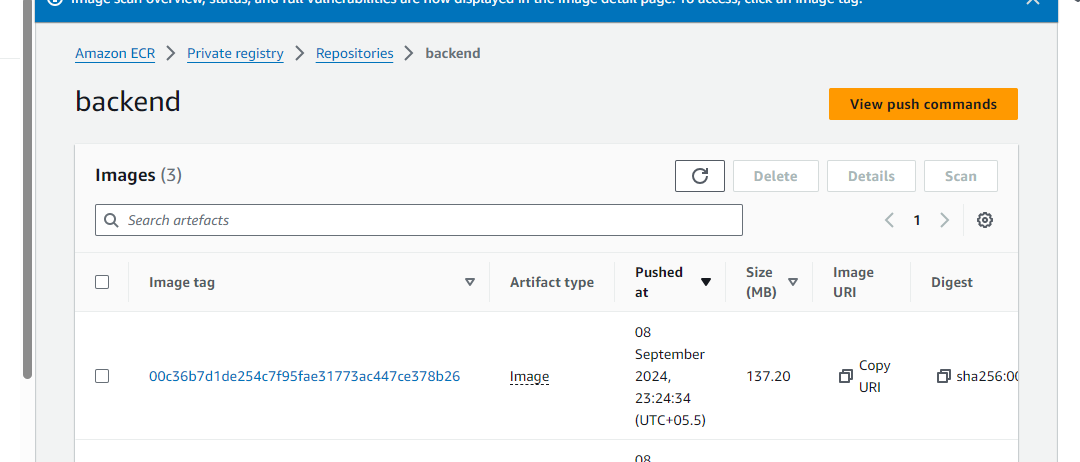 Image scan overview, status, and full vulnerabilities are now displayed in the image detail page. To access, click an image tag.
Amazon ECR > Private registry > Repositories > backend
backend
View push commands
Images (3)
Delete
Details
Scan
Search artefacts
1
Image tag
Artifact type
Pushed
at
Size
(MB)
Image
URI
Digest
00c36b7d1de254c7f95fae31773ac447ce378b26
Image
08
September
2024,
23:24:34
(UTC+05.5)
137.20
Copy
URI
sha256:00
08